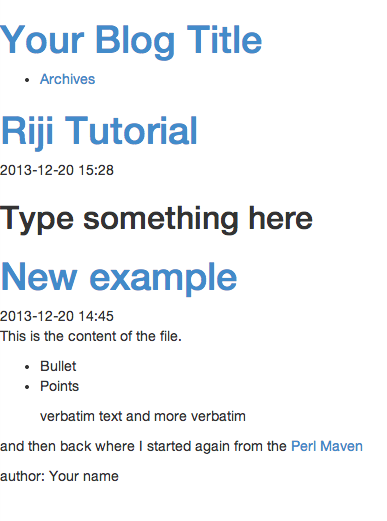 Your Blog Title
Archives
Riji Tutorial
2013-12-20 15:28
Type something here
New example
2013-12-20 14:45
This is the content of the file.
Bullet
Points
verbatim text and more verbatim
and then back where I started again from the Perl Maven
author: Your name